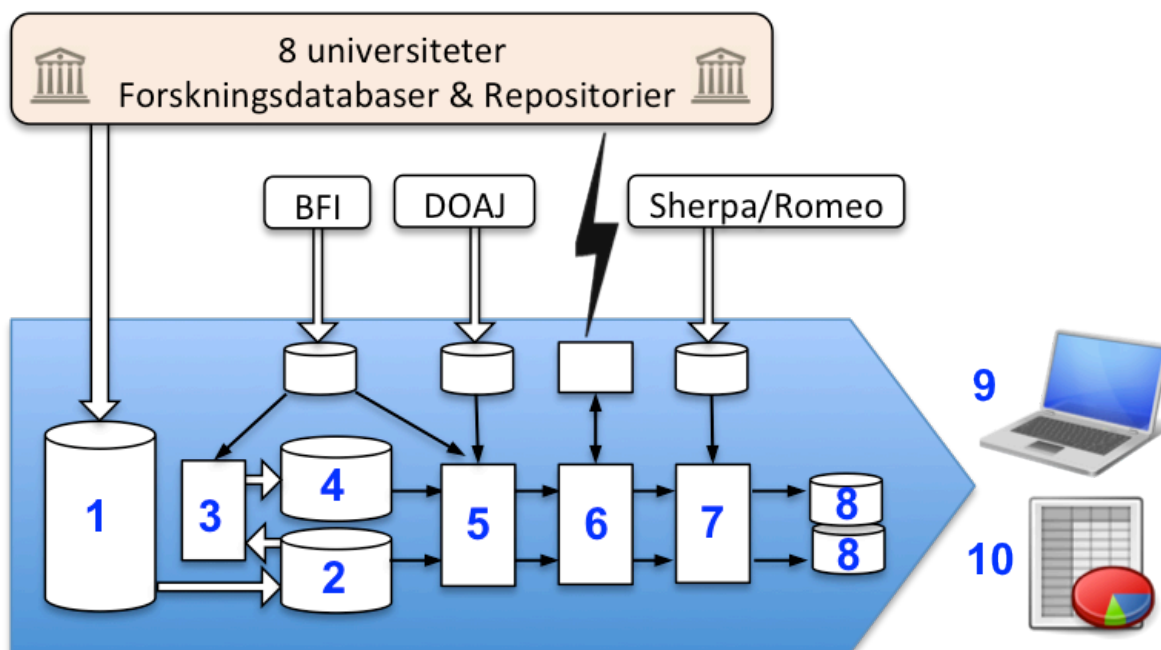 8 universiteter
Forskningsdatabaser & Repositorier
BFI
DOAJ
Sherpa/Romeo
1
2
3
4
5
6
7
8
8
9
10